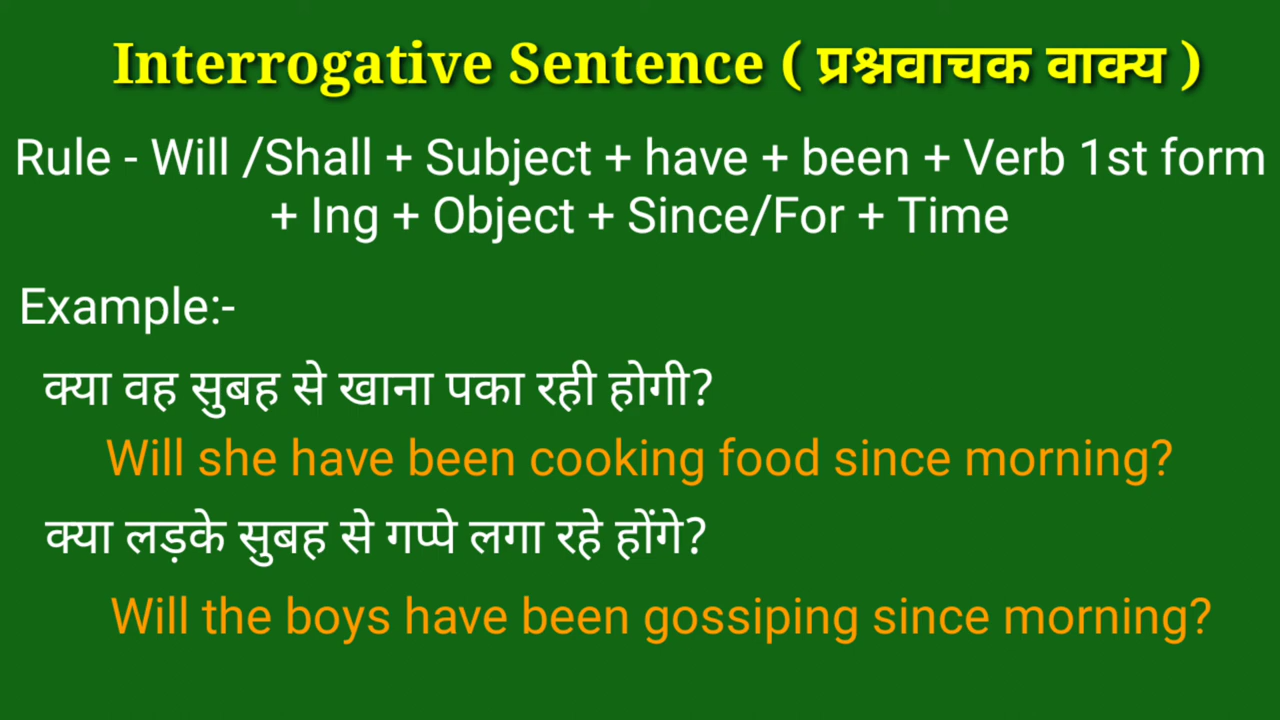 Interrogative Sentence ( प्रश्नवाचक वाक्य )
Rule - Will /Shall + Subject + have + been + Verb 1st form
+ Ing + Object + Since/For + Time
Example:-
क्या वह सुबह से खाना पका रही होगी?
Will she have been cooking food since morning?
क्या लड़के सुबह से गप्पे लगा रहे होंगे?
Will the boys have been gossiping since morning?